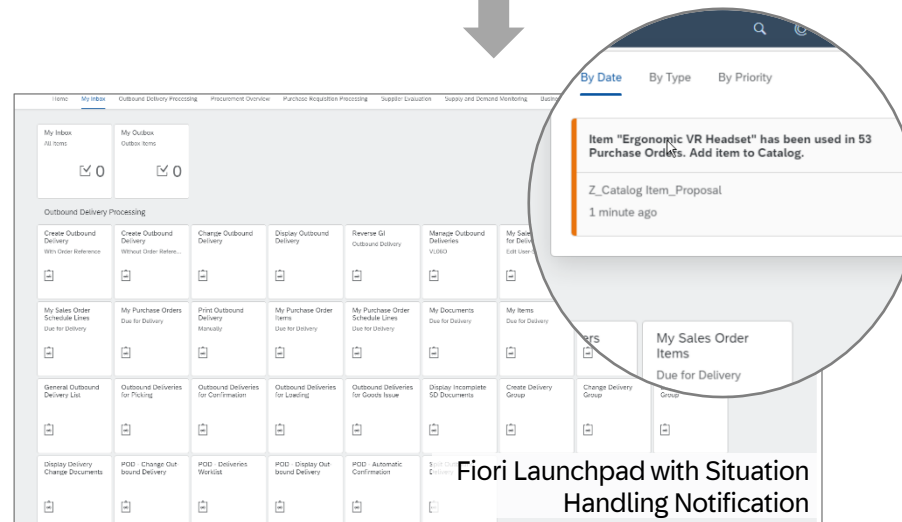 Home My Inbox Outbound Delivery Processing Procurement Overview Purchase Requisition Processing Supplier Evaluation Supply and Demand Monitoring
By Date By Type By Priority
Item "Ergonomic VR Headset" has been used in 53
Purchase Orders. Add item to Catalog.
Z_Catalog Item_Proposal
1 minute ago
My Inbox
All Items
0
My Outbox
Outbox Items
0
Outbound Delivery Processing
Create Outbound
Delivery
With Order Reference
Create Outbound
Delivery
Without Order Refere...
Change Outbound
Delivery
Display Outbound
Delivery
Reverse GI
Outbound Delivery
Manage Outbound
Deliveries
VL06O
My Sale
for Deliv
Edit User
My Sales Order
Schedule Lines
Due for Delivery
My Purchase Orders
Due for Delivery
Print Outbound
Delivery
Manually
My Purchase Order
Items
Due for Delivery
My Purchase Order
Schedule Lines
Due for Delivery
My Documents
Due for Delivery
My Items
Due for Delivery
ers
My Sales Order
Items
Due for Delivery
General Outbound
Delivery List
Outbound Deliveries
for Picking
Outbound Deliveries
for Confirmation
Outbound Deliveries
for Loading
Outbound Deliveries
for Goods Issue
Display Incomplete
SD Documents
Create Delivery
Group
Change Delivery
Group
Group
Display Delivery
Change Documents
POD - Change Out-
bound Delivery
POD - Deliveries
Worklist
POD - Display Out-
bound Delivery
POD - Automatic
Confirmation
Fiori Launchpad with Situation
Handling Notification